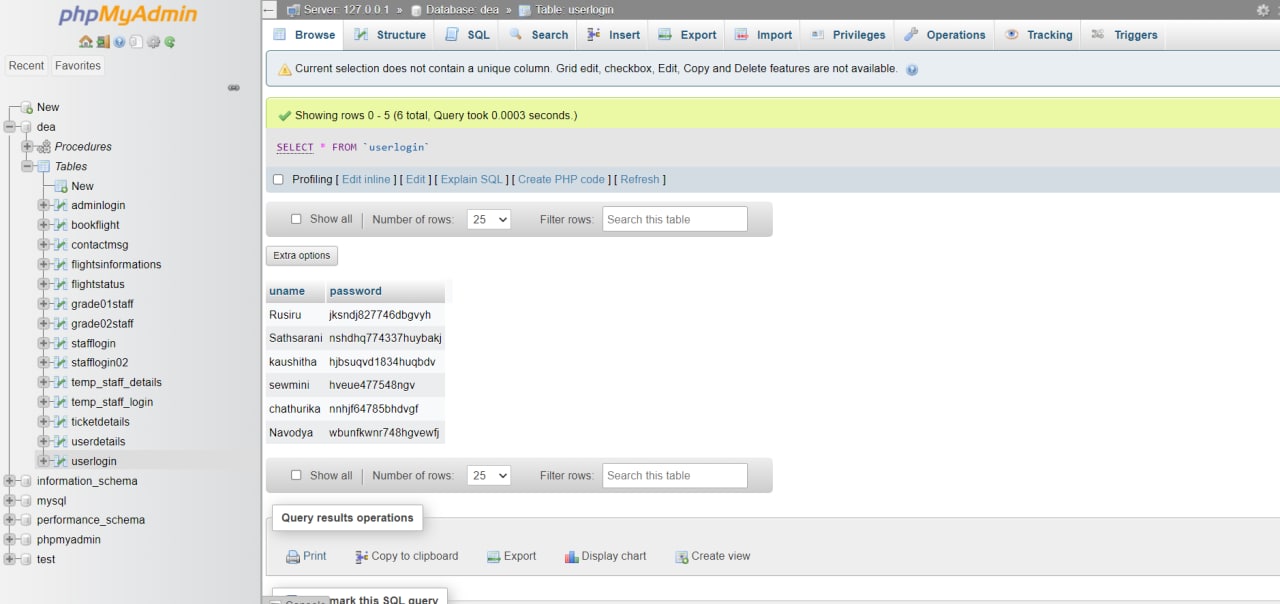 phpMyAdmin
Recent Favorites
New
dea
Procedures
Tables
New
adminlogin
bookflight
contactmsg
flightsinformations
flightstatus
grade01staff
grade02staff
stafflogin
stafflogin02
temp_staff_details
temp_staff_login
ticketdetails
userdetails
userlogin
information_schema
mysql
performance_schema
phpmyadmin
test
Server: 127.0.0.1 » Database: dea » Table: userlogin
Browse Structure SQL Search Insert Export Import Privileges Operations Tracking Triggers
Current selection does not contain a unique column. Grid edit, checkbox, Edit, Copy and Delete features are not available.
Showing rows 0 - 5 (6 total, Query took 0.0003 seconds.)
SELECT * FROM `userlogin`
Profiling [ Edit inline ] [ Edit ] [ Explain SQL ] [ Create PHP code ] [ Refresh ]
Show all | Number of rows: 25 Filter rows: Search this table
Extra options
uname password
Rusiru jksndj827746dbgvyh
Sathsarani nshdhq774337huybakj
kaushitha hjbsuqvd1834huqbdv
sewmini hveue477548ngv
chathurika nnhjf64785bhdvgf
Navodya wbunfkwnr748hgvewfj
Show all | Number of rows: 25 Filter rows: Search this table
Query results operations
Print Copy to clipboard Export Display chart Create view
Console mark this SQL query